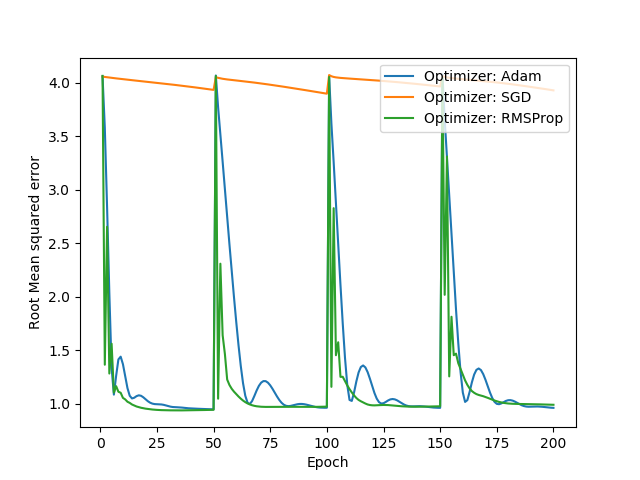 Optimizer: Adam
Optimizer: SGD
Optimizer: RMSProp
Root Mean squared error
4.0
3.5
3.0
2.5
2.0
1.5
1.0
0 25 50 75 100 125 150 175 200
Epoch